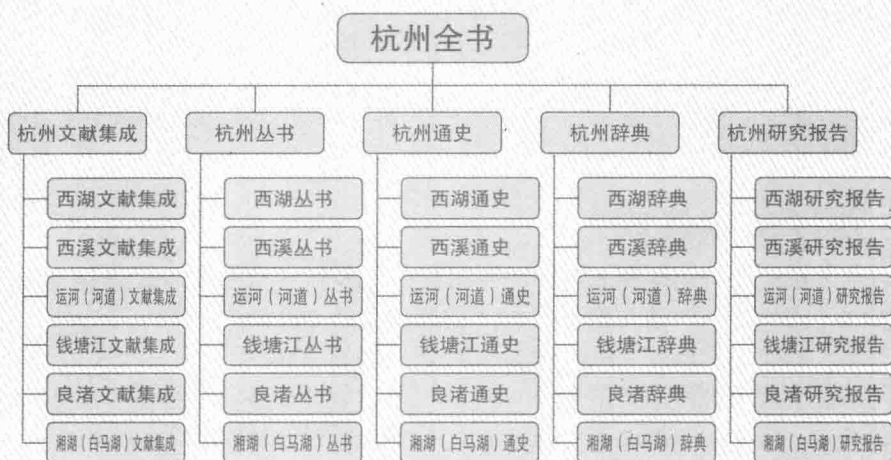 杭州全书
杭州文献集成
杭州丛书
杭州通史
杭州辞典
杭州研究报告
西湖文献集成
西湖丛书
西湖通史
西湖辞典
西湖研究报告
西溪文献集成
西溪丛书
西溪通史
西溪辞典
西溪研究报告
运河（河道）文献集成
运河（河道）丛书
运河（河道）通史
运河（河道）辞典
运河（河道）研究报告
钱塘江文献集成
钱塘江丛书
钱塘江通史
钱塘江辞典
钱塘江研究报告
良渚文献集成
良渚丛书
良渚通史
良渚辞典
良渚研究报告
湘湖（白马湖）文献集成
湘湖（白马湖）丛书
湘湖（白马湖）通史
湘湖（白马湖）辞典
湘湖（白马湖）研究报告